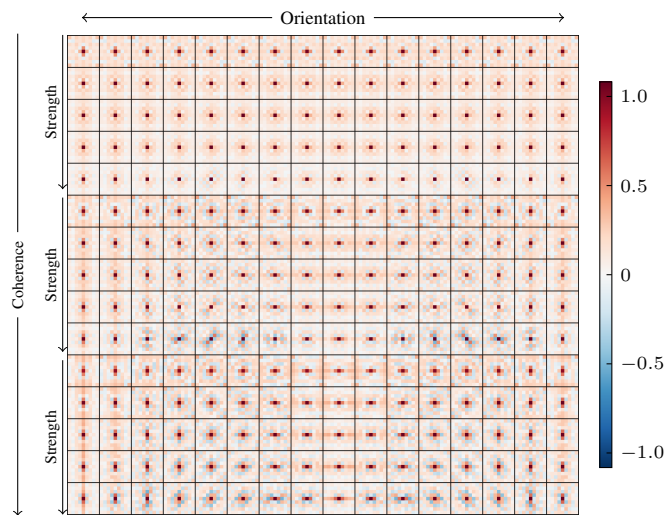 Orientation
Strength
Strength
Strength
Coherence
1.0
0.5
0
−0.5
−1.0